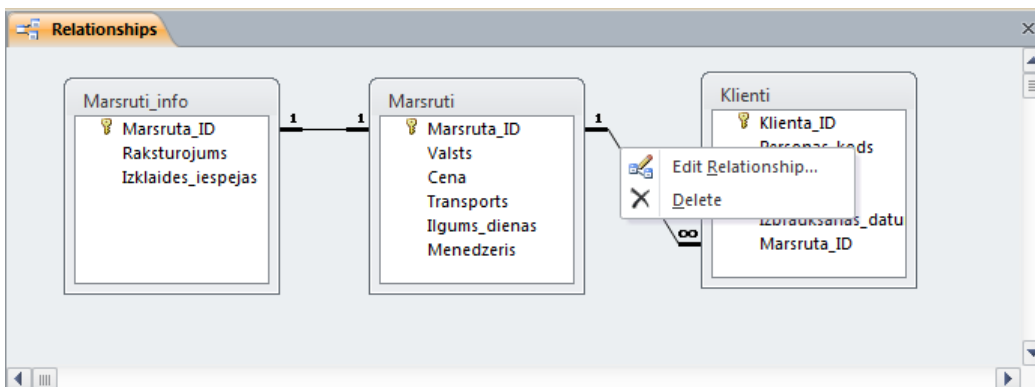 Relationships
Marsruti_info
Marsruta_ID
Raksturojums
Izklaides_iespejas
1
1
Marsruti
Marsruta_ID
Valsts
Cena
Transports
Ilgums_dienas
Menedzeris
1
∞
Klienti
Klienta_ID
Personas_kods
Izbrauksanas_datu
Marsruta_ID
Edit Relationship...
Delete